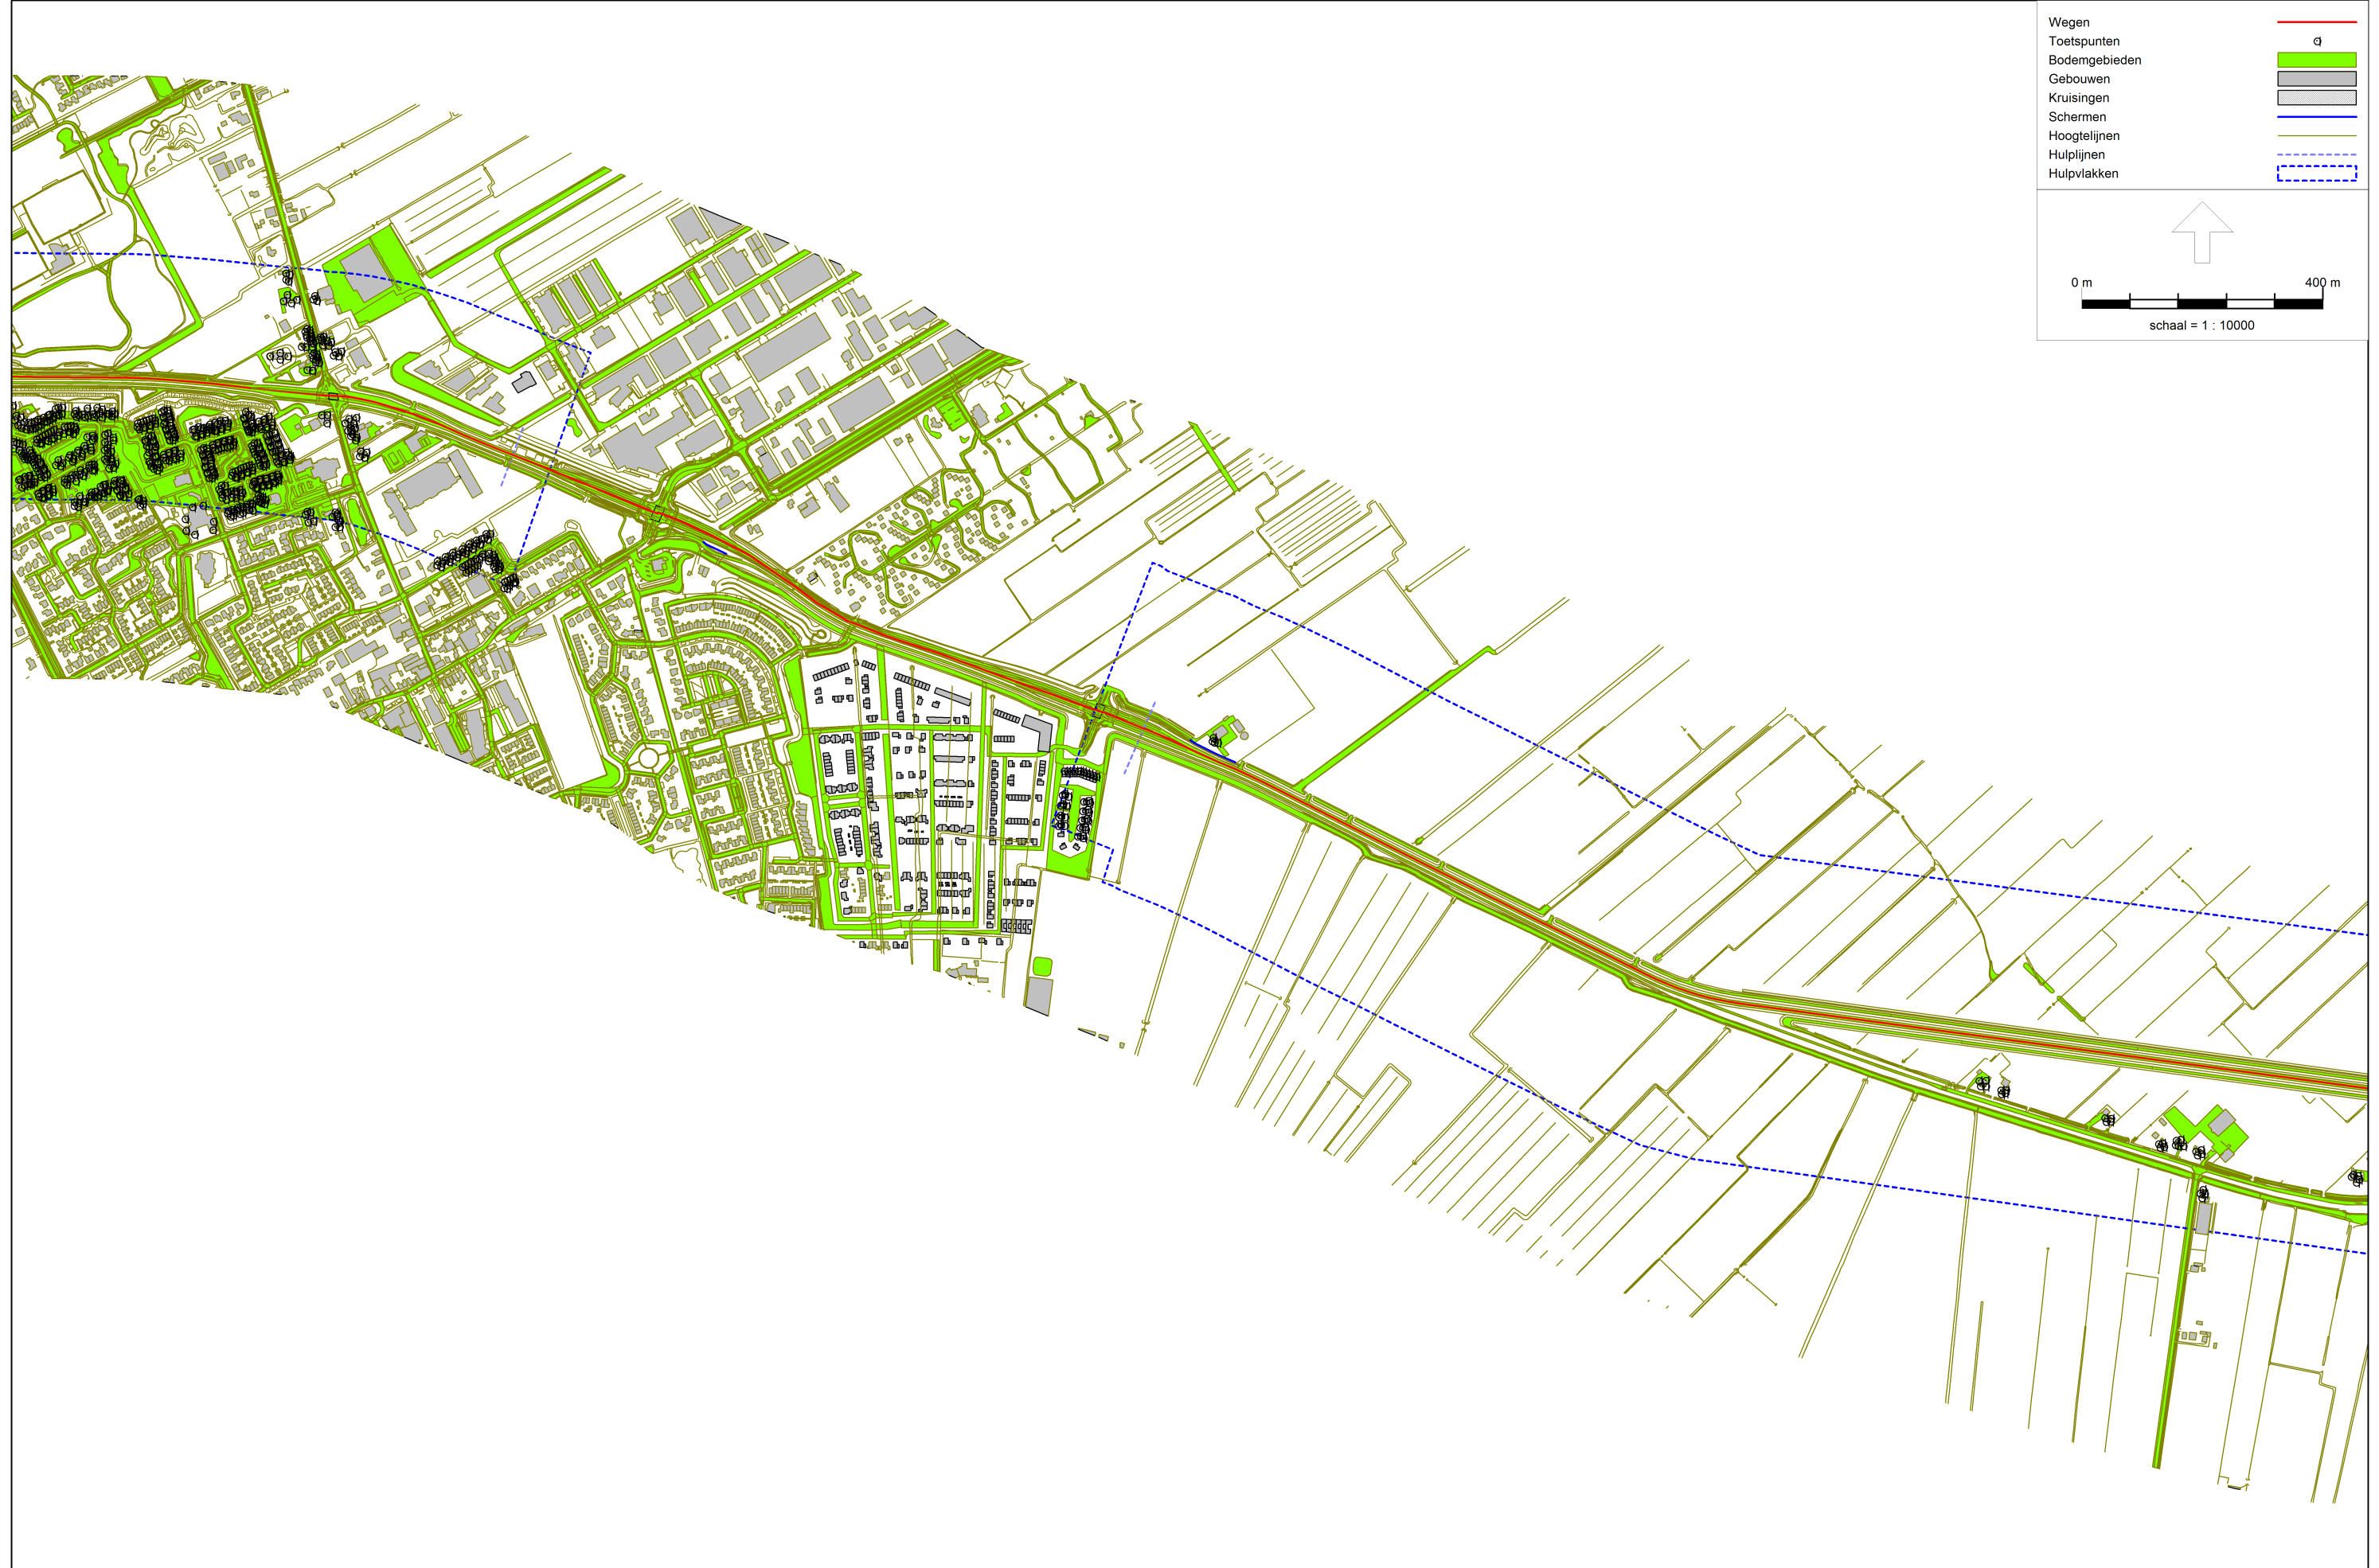 Wegen
Toetspunten
Bodemgebieden
Gebouwen
Kruisingen
Schermen
Hoogtelijnen
Hulplijnen
Hulpvlakken
0 m 400 m
schaal = 1 : 10000